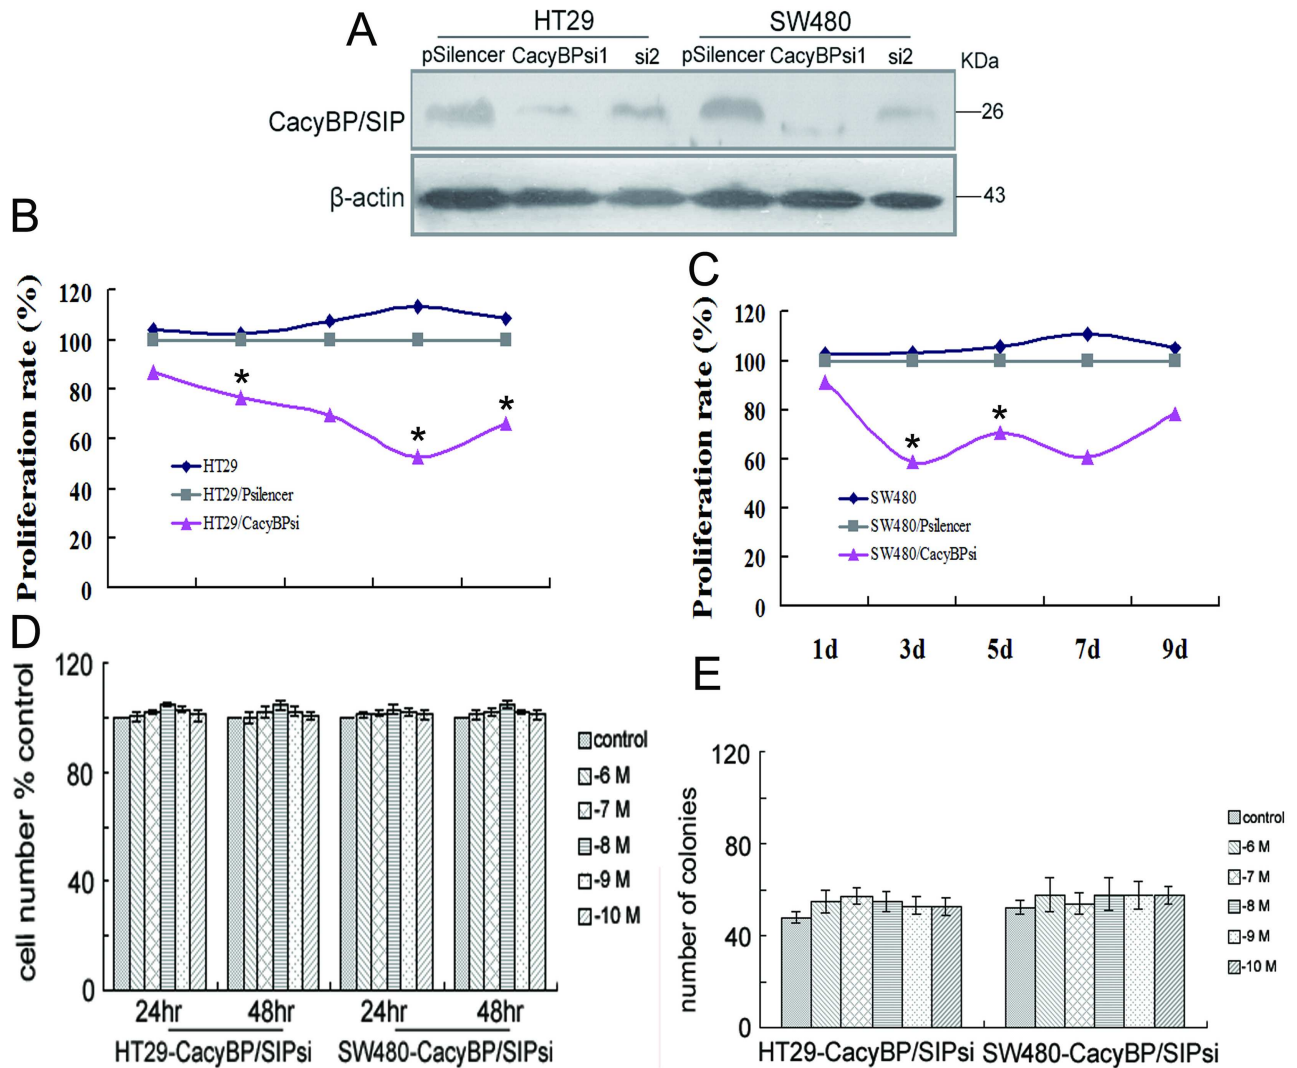 A
HT29 SW480
pSilencer CacyBPsi1 si2 pSilencer CacyBPsi1 si2 KDa
CacyBP/SIP 26
β-actin 43
B
Proliferation rate (%)
120
100
80
60
40
20
0
* * *
HT29
HT29/Psilencer
HT29/CacyBPsi
C
Proliferation rate (%)
120
100
80
60
40
20
0
* *
SW480
SW480/Psilencer
SW480/CacyBPsi
1d 3d 5d 7d 9d
D
cell number % control
120
80
40
0
24hr 48hr 24hr 48hr
HT29-CacyBP/SIPsi SW480-CacyBP/SIPsi
control
-6 M
-7 M
-8 M
-9 M
-10 M
E
number of colonies
120
80
40
0
HT29-CacyBP/SIPsi SW480-CacyBP/SIPsi
control
-6 M
-7 M
-8 M
-9 M
-10 M